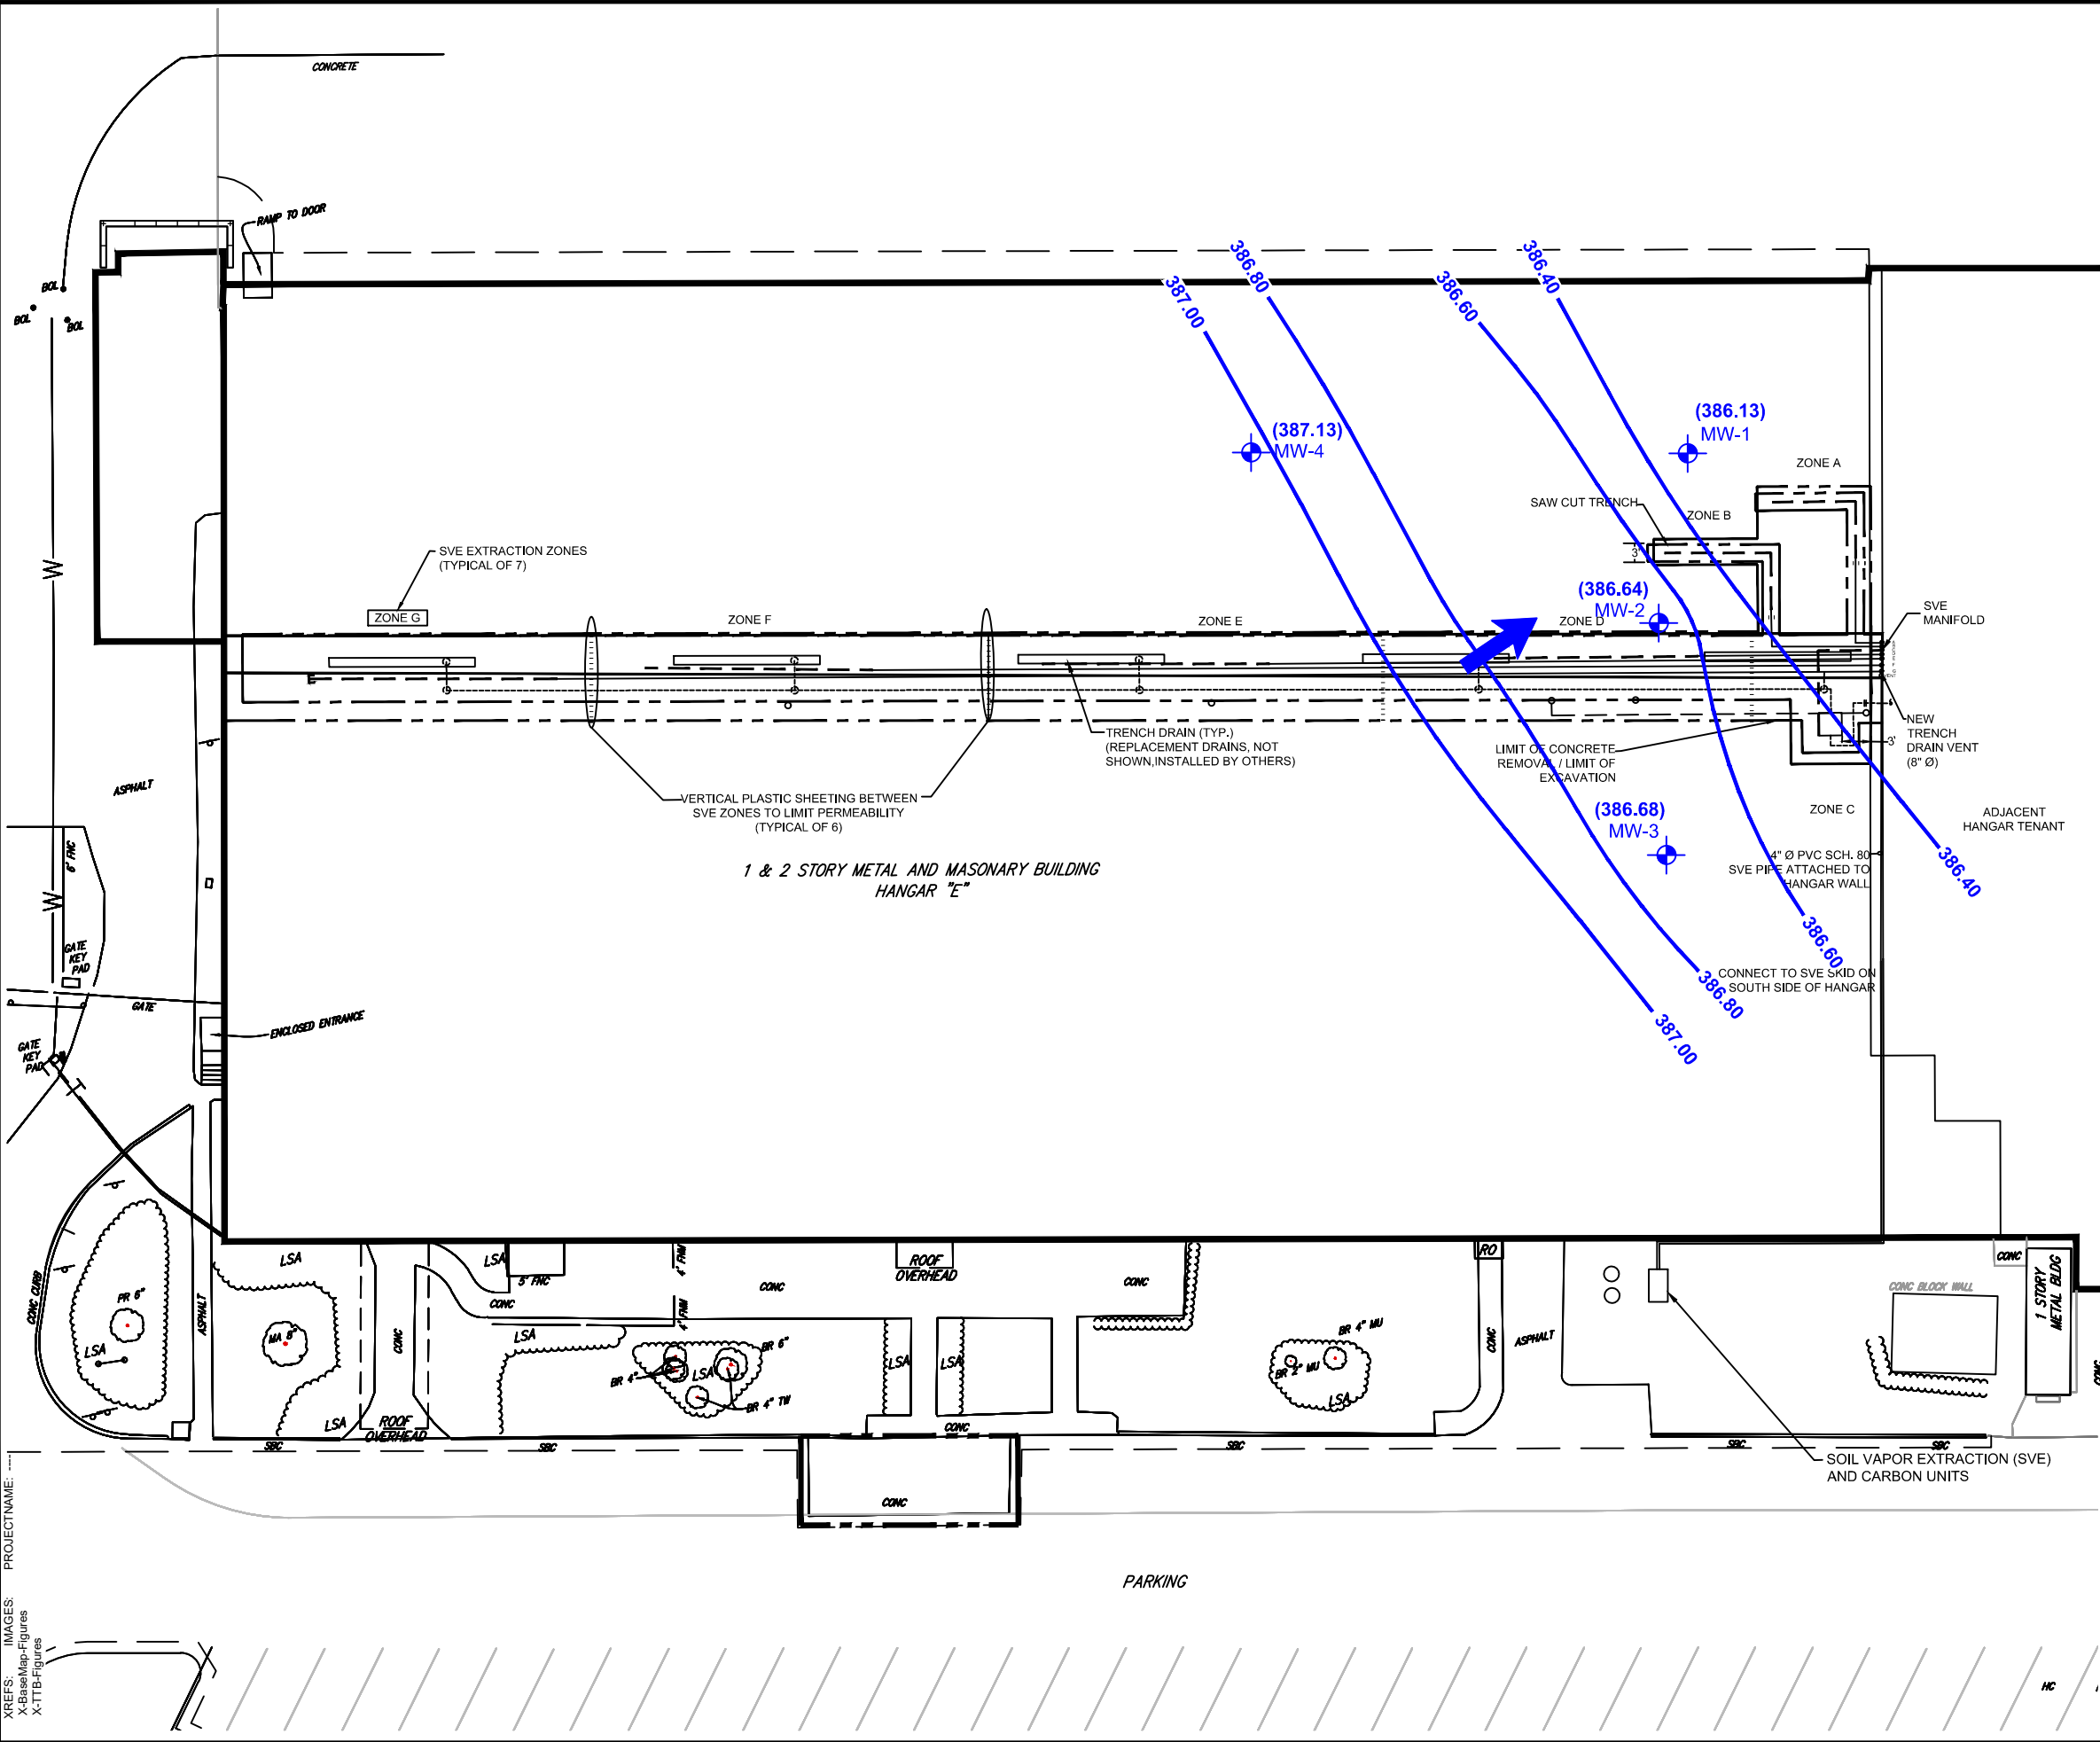 CONCRETE
RAMP TO DOOR
BOL
BOL
BOL
386.80
386.40
387.00
386.60
(386.13)
MW-1
(387.13)
MW-4
ZONE A
SAW CUT TRENCH
ZONE B
3'
SVE EXTRACTION ZONES
(TYPICAL OF 7)
W
(386.64)
MW-2
ZONE G
ZONE F
ZONE E
ZONE D
SVE
MANIFOLD
NEW
TRENCH
DRAIN VENT
(8" Ø)
3'
TRENCH DRAIN (TYP.)
(REPLACEMENT DRAINS, NOT
SHOWN,INSTALLED BY OTHERS)
LIMIT OF CONCRETE
REMOVAL / LIMIT OF
EXCAVATION
ASPHALT
VERTICAL PLASTIC SHEETING BETWEEN
SVE ZONES TO LIMIT PERMEABILITY
(TYPICAL OF 6)
(386.68)
MW-3
ZONE C
ADJACENT
HANGAR TENANT
6' FNC
1 & 2 STORY METAL AND MASONARY BUILDING
HANGAR "E"
4" Ø PVC SCH. 80
SVE PIPE ATTACHED TO
HANGAR WALL
386.40
W
386.60
GATE
KEY
PAD
CONNECT TO SVE SKID ON
SOUTH SIDE OF HANGAR
386.80
GATE
387.00
ENCLOSED ENTRANCE
GATE
KEY
PAD
LSA
LSA
5' FNC
4' FNM
ROOF
OVERHEAD
RO
CONC
CONC
CONC
CONC
CONC BLOCK WALL
1 STORY
METAL BLDG
CONC CURB
PR 6"
ASPHALT
MA 8"
CONC
LSA
4' FNM
BR 6"
BR 4" MU
CONC
ASPHALT
LSA
BR 4"
LSA
LSA
LSA
BR 2" MU
LSA
CONC
BR 4" TW
LSA
ROOF
OVERHEAD
CONC
SBC
SBC
SBC
SBC
SBC
SOIL VAPOR EXTRACTION (SVE)
AND CARBON UNITS
CONC
PARKING
HC
XREFS: IMAGES: PROJECTNAME: ----
X-BaseMap-Figures
X-TTB-Figures